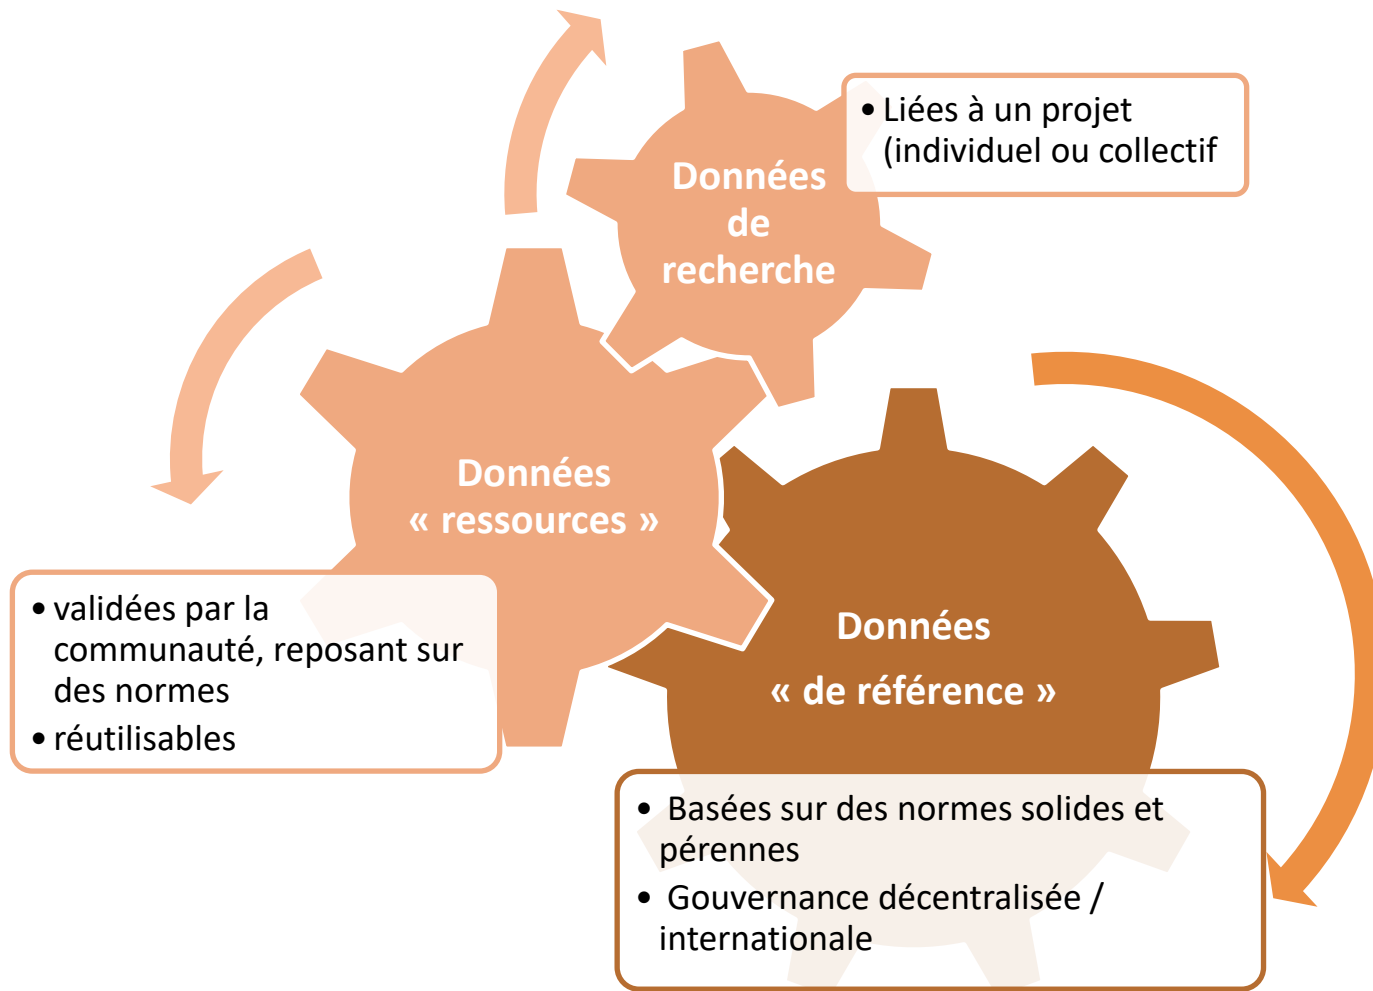 Données
de
recherche
• Liées à un projet
(individuel ou collectif
Données
« ressources »
• validées par la
communauté, reposant sur
des normes
• réutilisables
Données
« de référence »
• Basées sur des normes solides et
pérennes
• Gouvernance décentralisée /
internationale